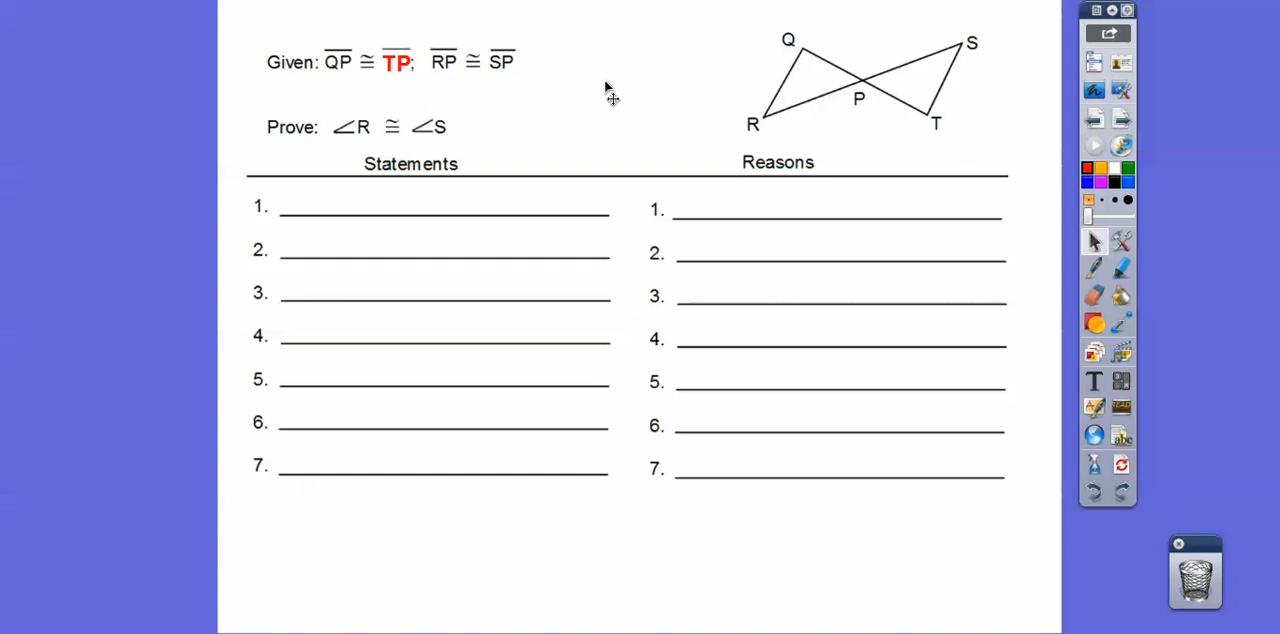 Given: QP ≅ TP; RP ≅ SP
Q
S
P
R
T
Prove: ∠R ≅ ∠S
Statements
Reasons
1.
1.
2.
2.
3.
3.
4.
4.
5.
5.
6.
6.
7.
7.